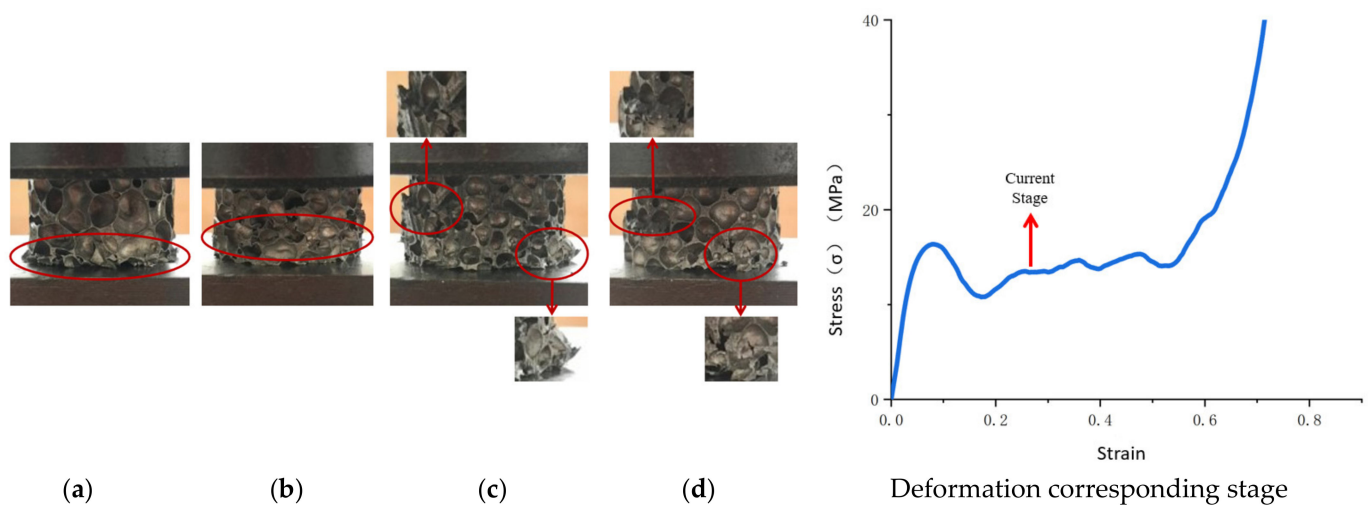 40
20
0
Stress (σ) (MPa)
Current
Stage
0.0
0.2
0.4
0.6
0.8
Strain
(a)
(b)
(c)
(d)
Deformation corresponding stage